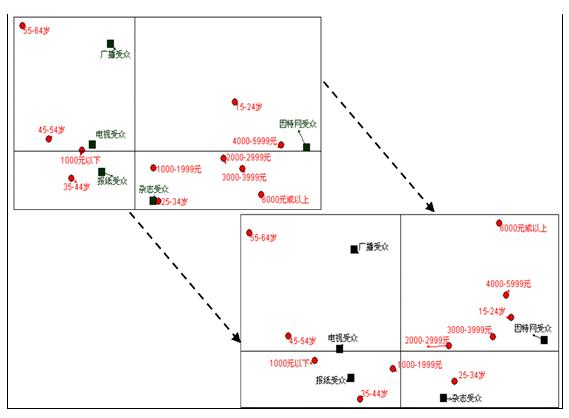 55-64岁
广播受众
15-24岁
因特网受众
45-54岁
电视受众
4000-5999元
1000元以下
2000-2999元
1000-1999元
3000-3999元
报纸受众
35-44岁
杂志受众
25-34岁
6000元或以上
6000元或以上
55-64岁
广播受众
4000-5999元
15-24岁
因特网受众
3000-3999元
45-54岁
电视受众
2000-2999元
1000元以下
1000-1999元
报纸受众
25-34岁
35-44岁
杂志受众